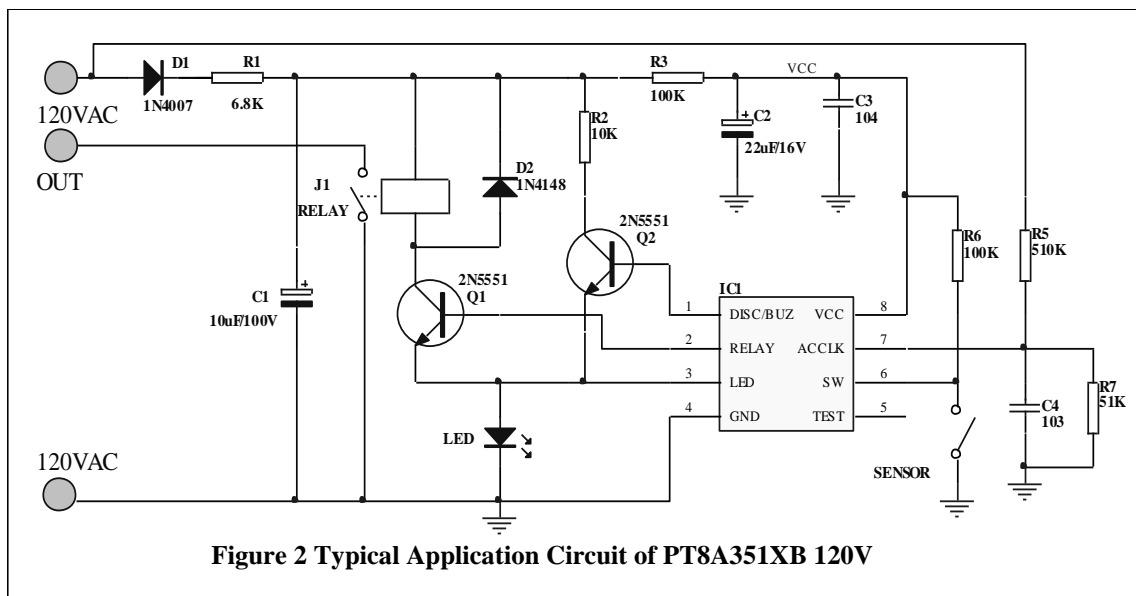 D1
1N4007
R1
6.8K
R3
100K
VCC
C3
104
120VAC
OUT
R2
10K
C2
22uF/16V
D2
1N4148
J1
RELAY
2N5551
Q2
R6
100K
R5
510K
2N5551
Q1
C1
10uF/100V
IC1
1 DISC/BUZ VCC 8
2 RELAY ACCLK 7
3 LED SW 6
4 GND TEST 5
R7
51K
C4
103
LED
SENSOR
120VAC
Figure 2 Typical Application Circuit of PT8A351XB 120V